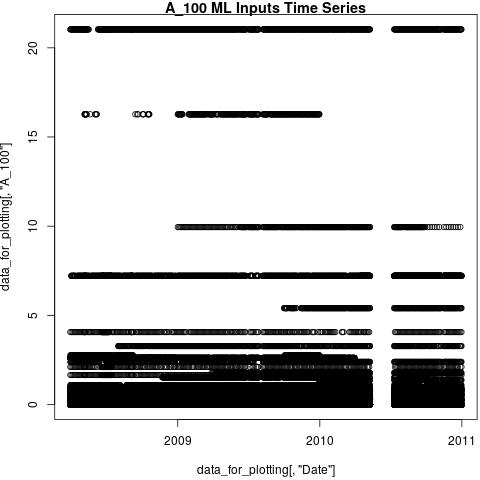 A_100 ML Inputs Time Series
data_for_plotting[, "A_100"]
20
15
10
5
0
2009 2010 2011
data_for_plotting[, "Date"]